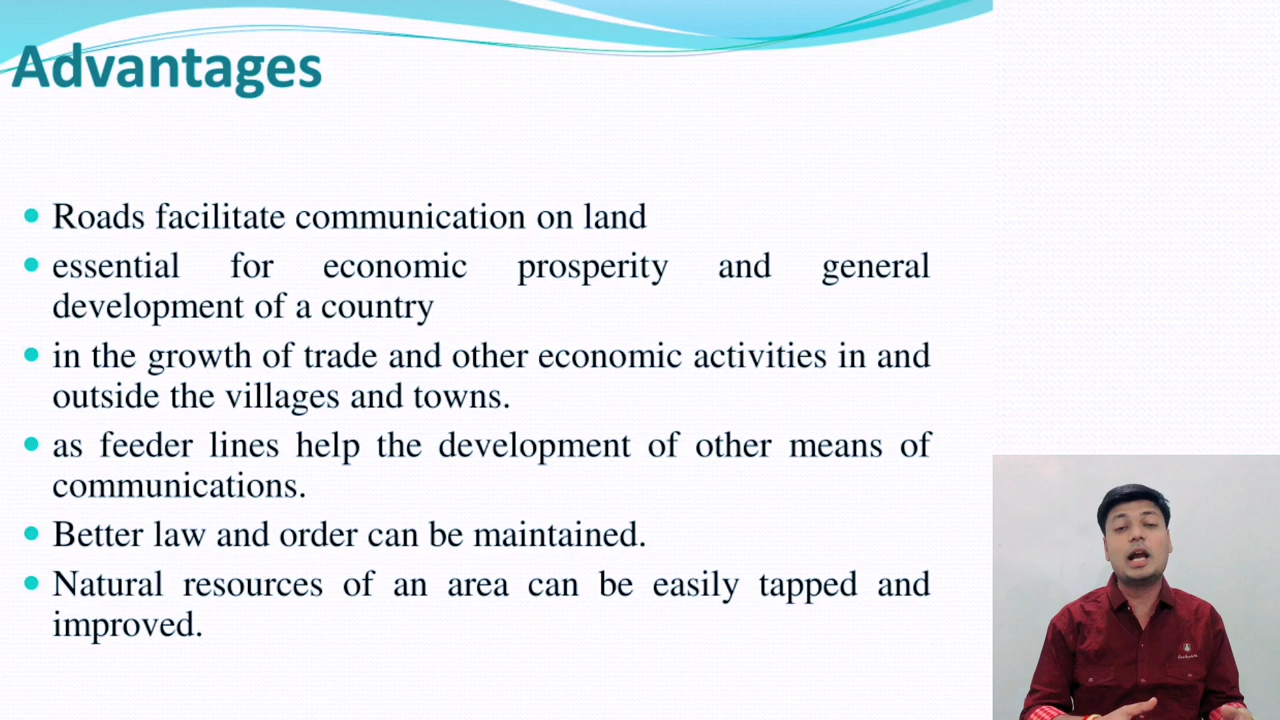 Advantages
Roads facilitate communication on land
essential for economic prosperity and general
development of a country
in the growth of trade and other economic activities in and
outside the villages and towns.
as feeder lines help the development of other means of
communications.
Better law and order can be maintained.
Natural resources of an area can be easily tapped and
improved.